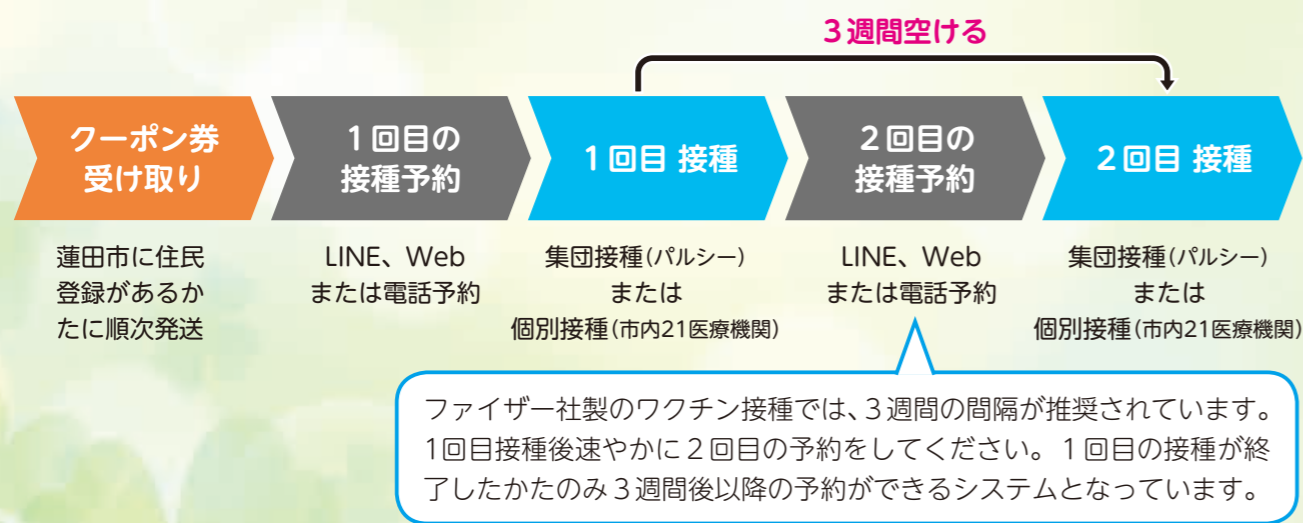 3週間空ける
クーポン券
受け取り
1回目の
接種予約
1回目 接種
2回目の
接種予約
2回目 接種
蓮田市に住民
登録があるか
たに順次発送
LINE、Web
または電話予約
集団接種(パルシー)
または
個別接種(市内21医療機関)
LINE、Web
または電話予約
集団接種(パルシー)
または
個別接種(市内21医療機関)
ファイザー社製のワクチン接種では、3週間の間隔が推奨されています。
1回目接種後速やかに2回目の予約をしてください。1回目の接種が終
了したかたのみ3週間後以降の予約ができるシステムとなっています。